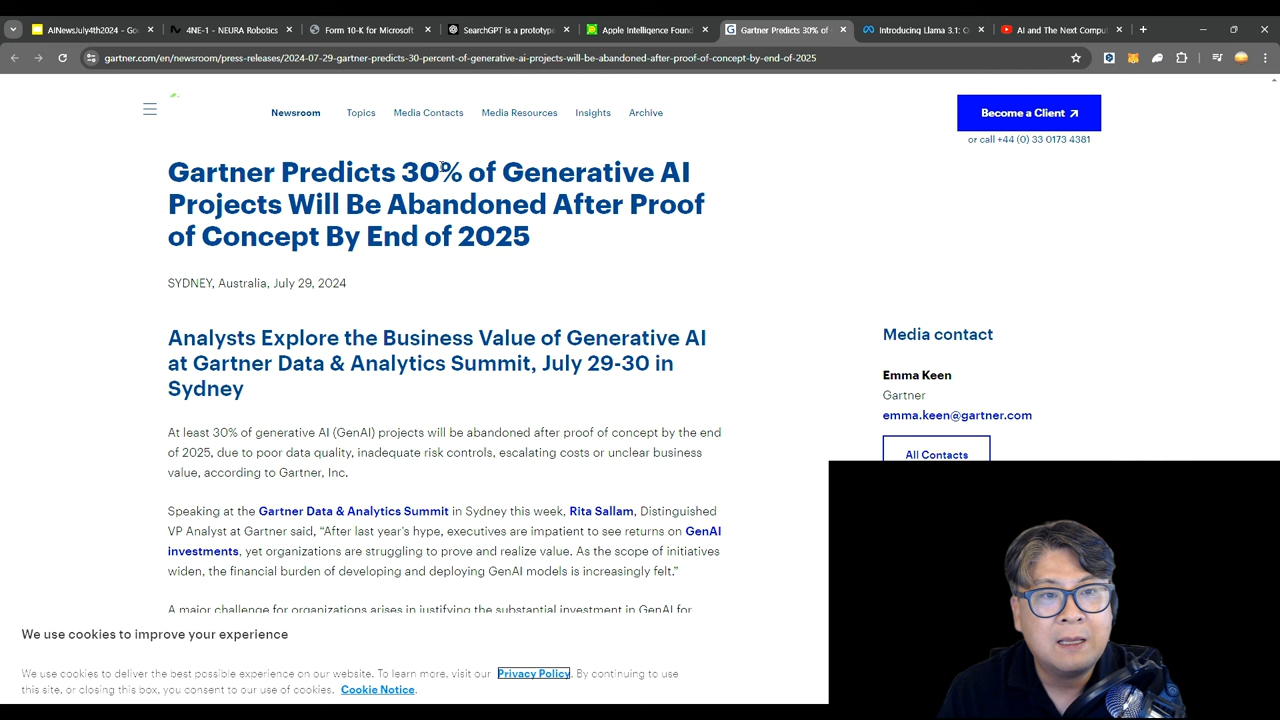 AINewsJuly4th2024 – Go
4NE-1 - NEURA Robotics
Form 10-K for Microsoft
SearchGPT is a prototype
Apple Intelligence Found
Gartner Predicts 30% of
Introducing Llama 3.1: O
AI and The Next Compu
gartner.com/en/newsroom/press-releases/2024-07-29-gartner-predicts-30-percent-of-generative-ai-projects-will-be-abandoned-after-proof-of-concept-by-end-of-2025
Newsroom Topics Media Contacts Media Resources Insights Archive
Become a Client
or call +44 (0) 33 0173 4381
Gartner Predicts 30% of Generative AI
Projects Will Be Abandoned After Proof
of Concept By End of 2025
SYDNEY, Australia, July 29, 2024
Analysts Explore the Business Value of Generative AI
at Gartner Data & Analytics Summit, July 29-30 in
Sydney
At least 30% of generative AI (GenAI) projects will be abandoned after proof of concept by the end
of 2025, due to poor data quality, inadequate risk controls, escalating costs or unclear business
value, according to Gartner, Inc.
Speaking at the Gartner Data & Analytics Summit in Sydney this week, Rita Sallam, Distinguished
VP Analyst at Gartner said, “After last year's hype, executives are impatient to see returns on GenAI
investments, yet organizations are struggling to prove and realize value. As the scope of initiatives
widen, the financial burden of developing and deploying GenAI models is increasingly felt.”
A major challenge for organizations arises in justifying the substantial investment in GenAI for
Media contact
Emma Keen
Gartner
emma.keen@gartner.com
All Contacts
We use cookies to improve your experience
We use cookies to deliver the best possible experience on our website. To learn more, visit our Privacy Policy. By continuing to
use this site, or closing this box, you consent to our use of cookies. Cookie Notice.